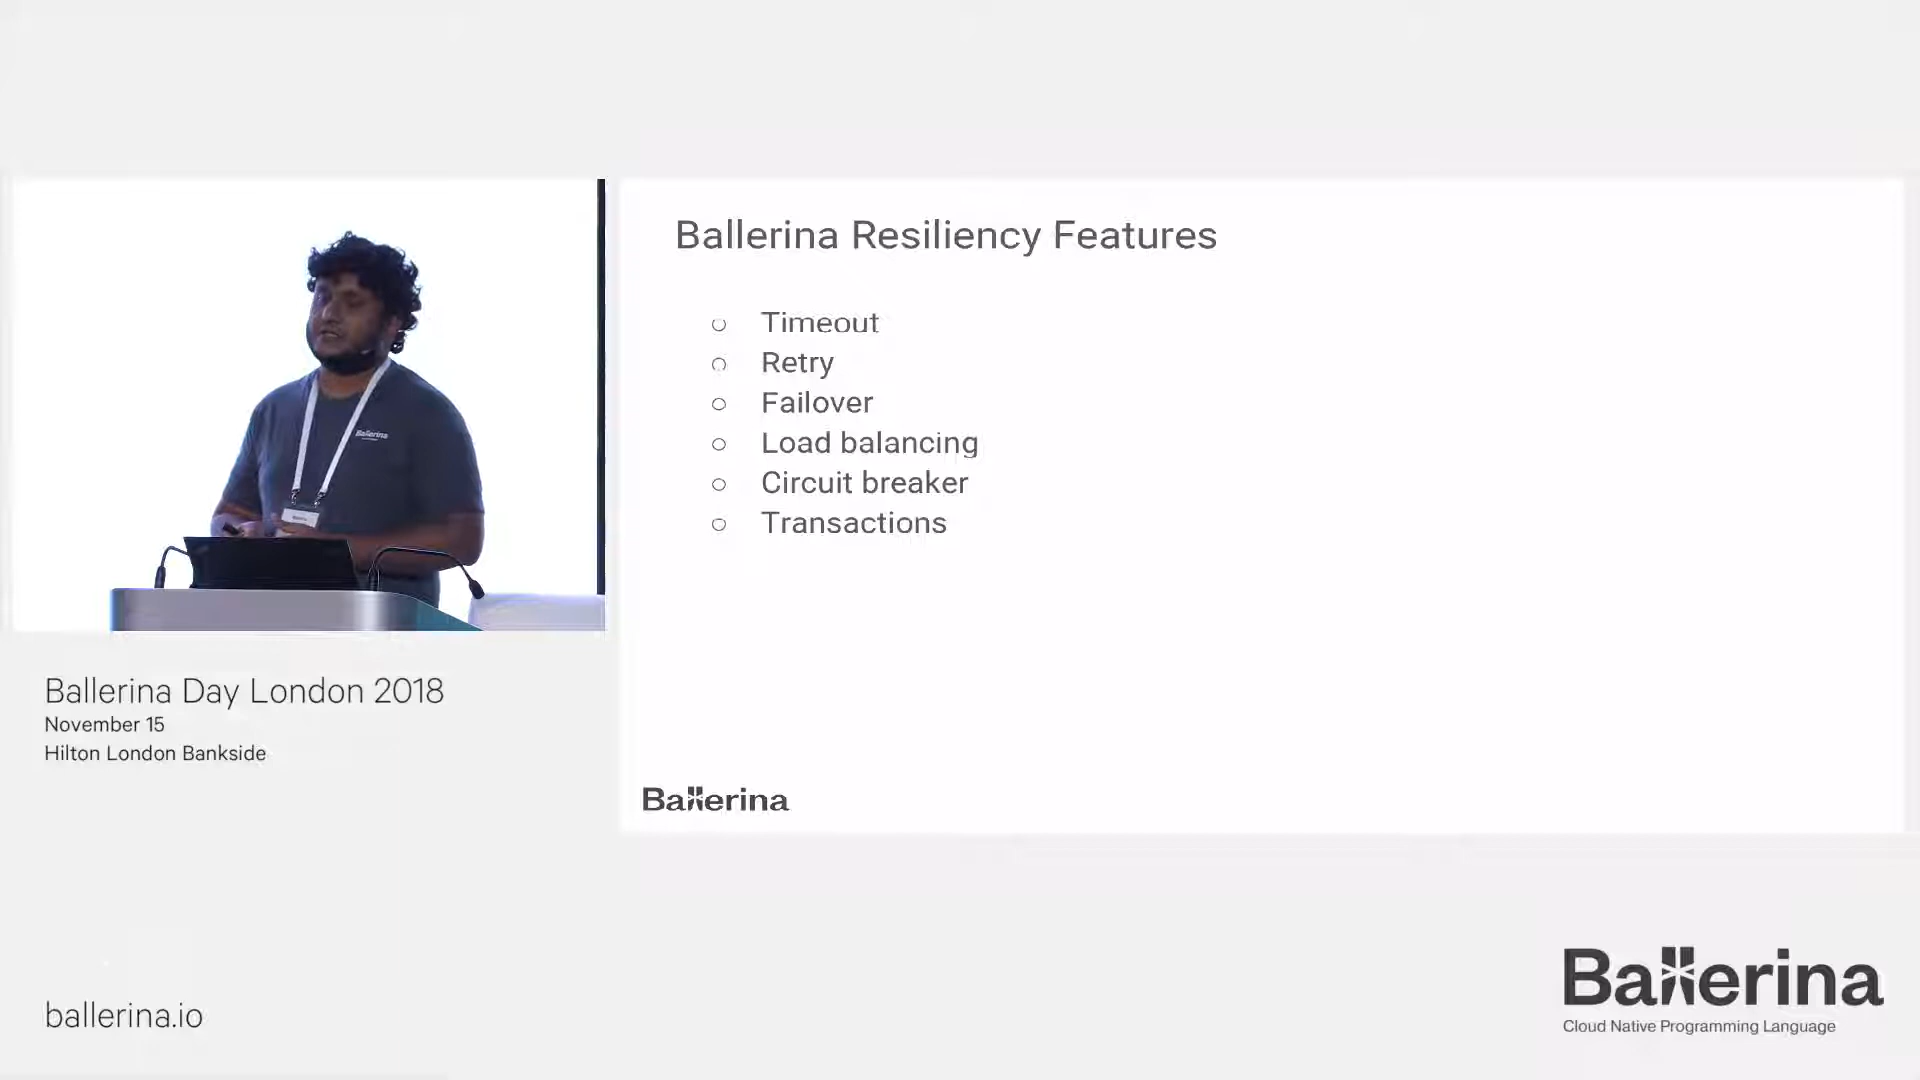 Ballerina Resiliency Features
Timeout
Retry
Failover
Load balancing
Circuit breaker
Transactions
Ballerina
Ballerina
Ballerina Day London 2018
November 15
Hilton London Bankside
ballerina.io
Ballerina
Cloud Native Programming Language